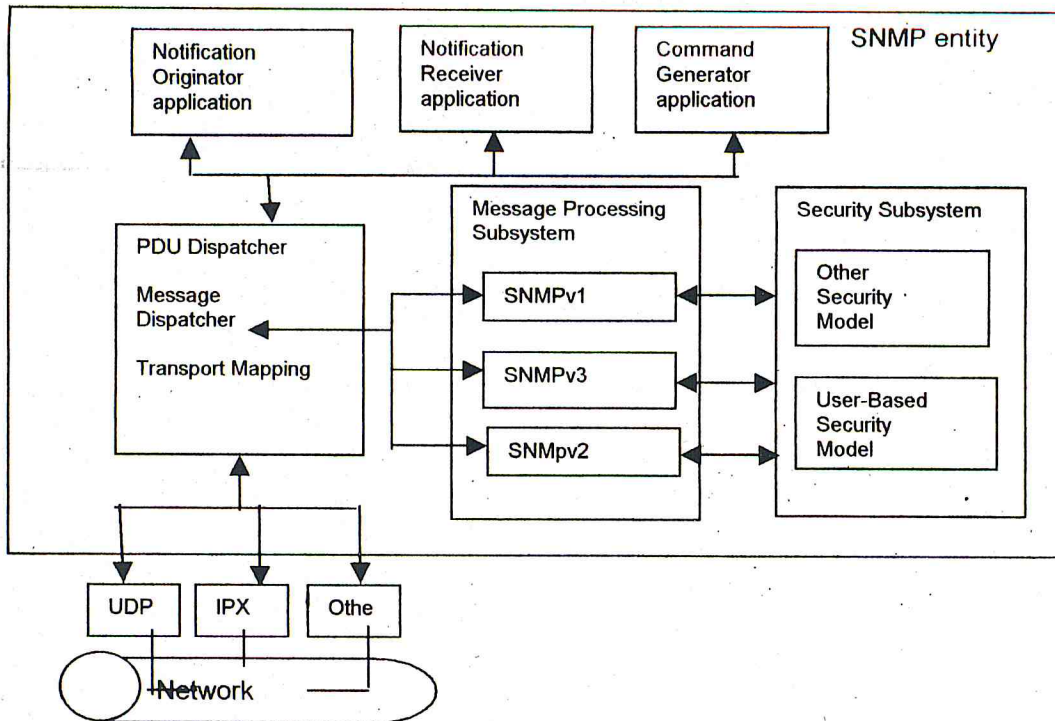 SNMP entity
Notification
Originator
application
Notification
Receiver
application
Command
Generator
application
PDU Dispatcher
Message
Dispatcher
Transport Mapping
Message Processing
Subsystem
SNMPv1
SNMPv3
SNMpv2
Security Subsystem
Other
Security
Model
User-Based
Security
Model
UDP
IPX
Othe
Network